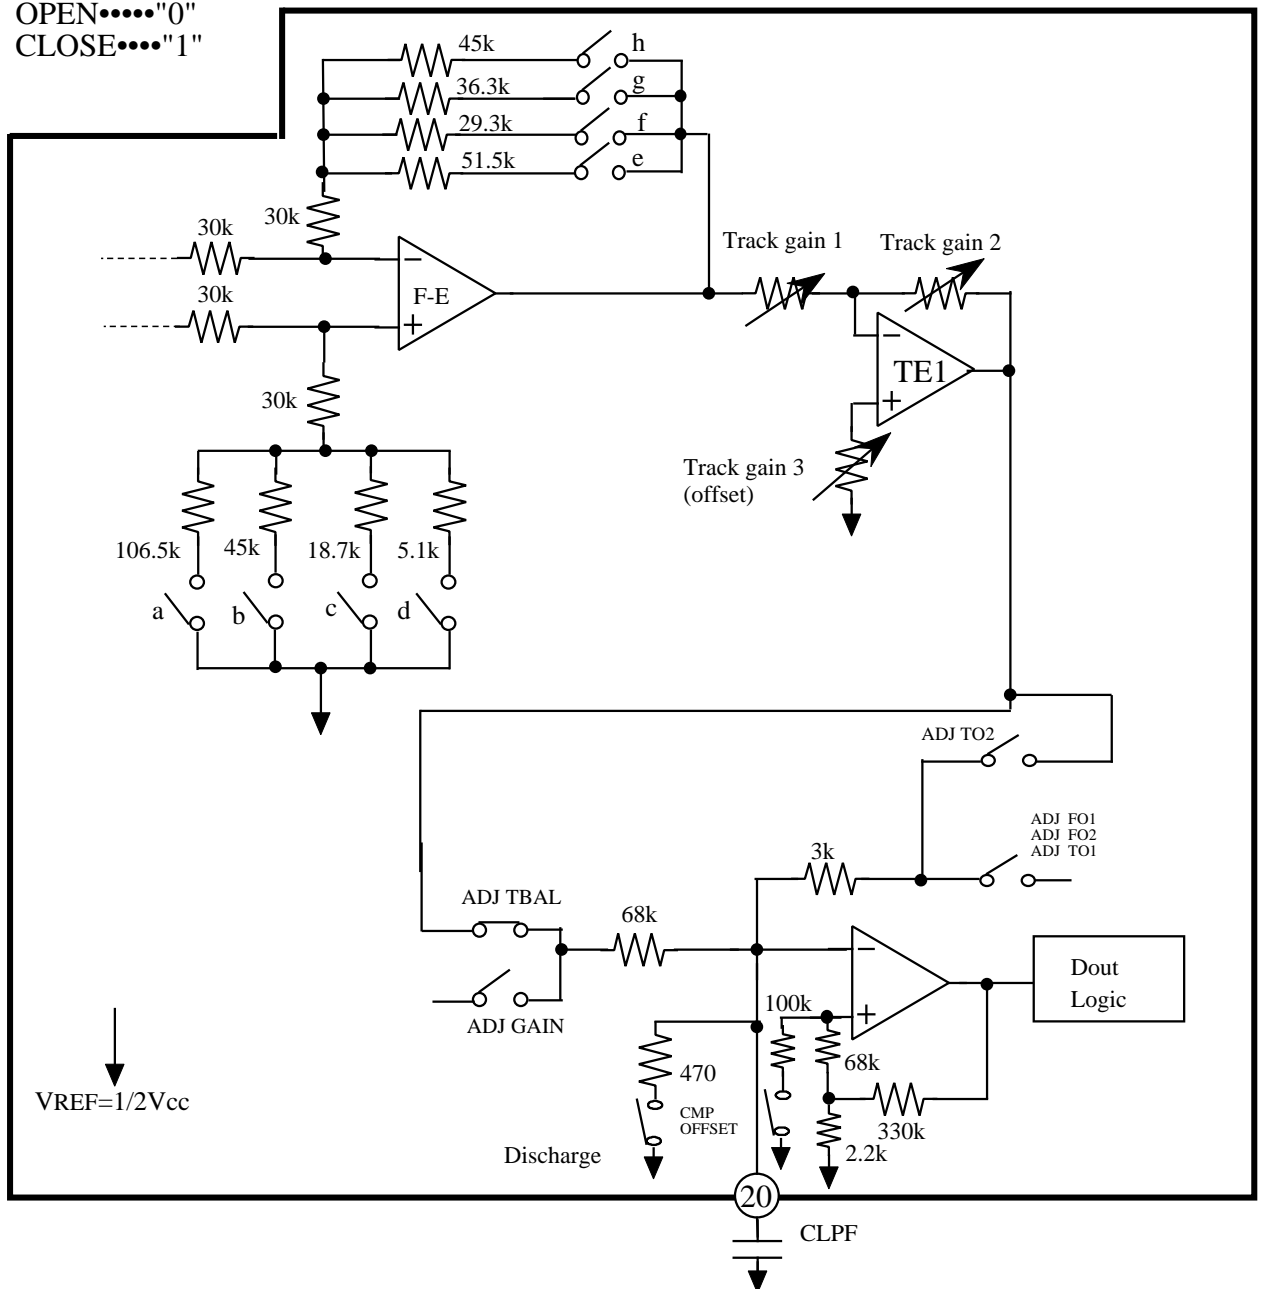 OPEN•••••"0"
CLOSE••••"1"
45k
h
36.3k
g
29.3k
f
51.5k
e
30k
30k
Track gain 1
Track gain 2
−
F-E
30k
+
−
TE1
+
30k
Track gain 3
(offset)
106.5k
45k
18.7k
5.1k
a
b
c
d
ADJ TO2
ADJ FO1
ADJ FO2
ADJ TO1
3k
ADJ TBAL
68k
−
Dout
Logic
100k
+
ADJ GAIN
68k
470
VREF=1/2Vcc
CMP
OFFSET
330k
Discharge
2.2k
20
CLPF